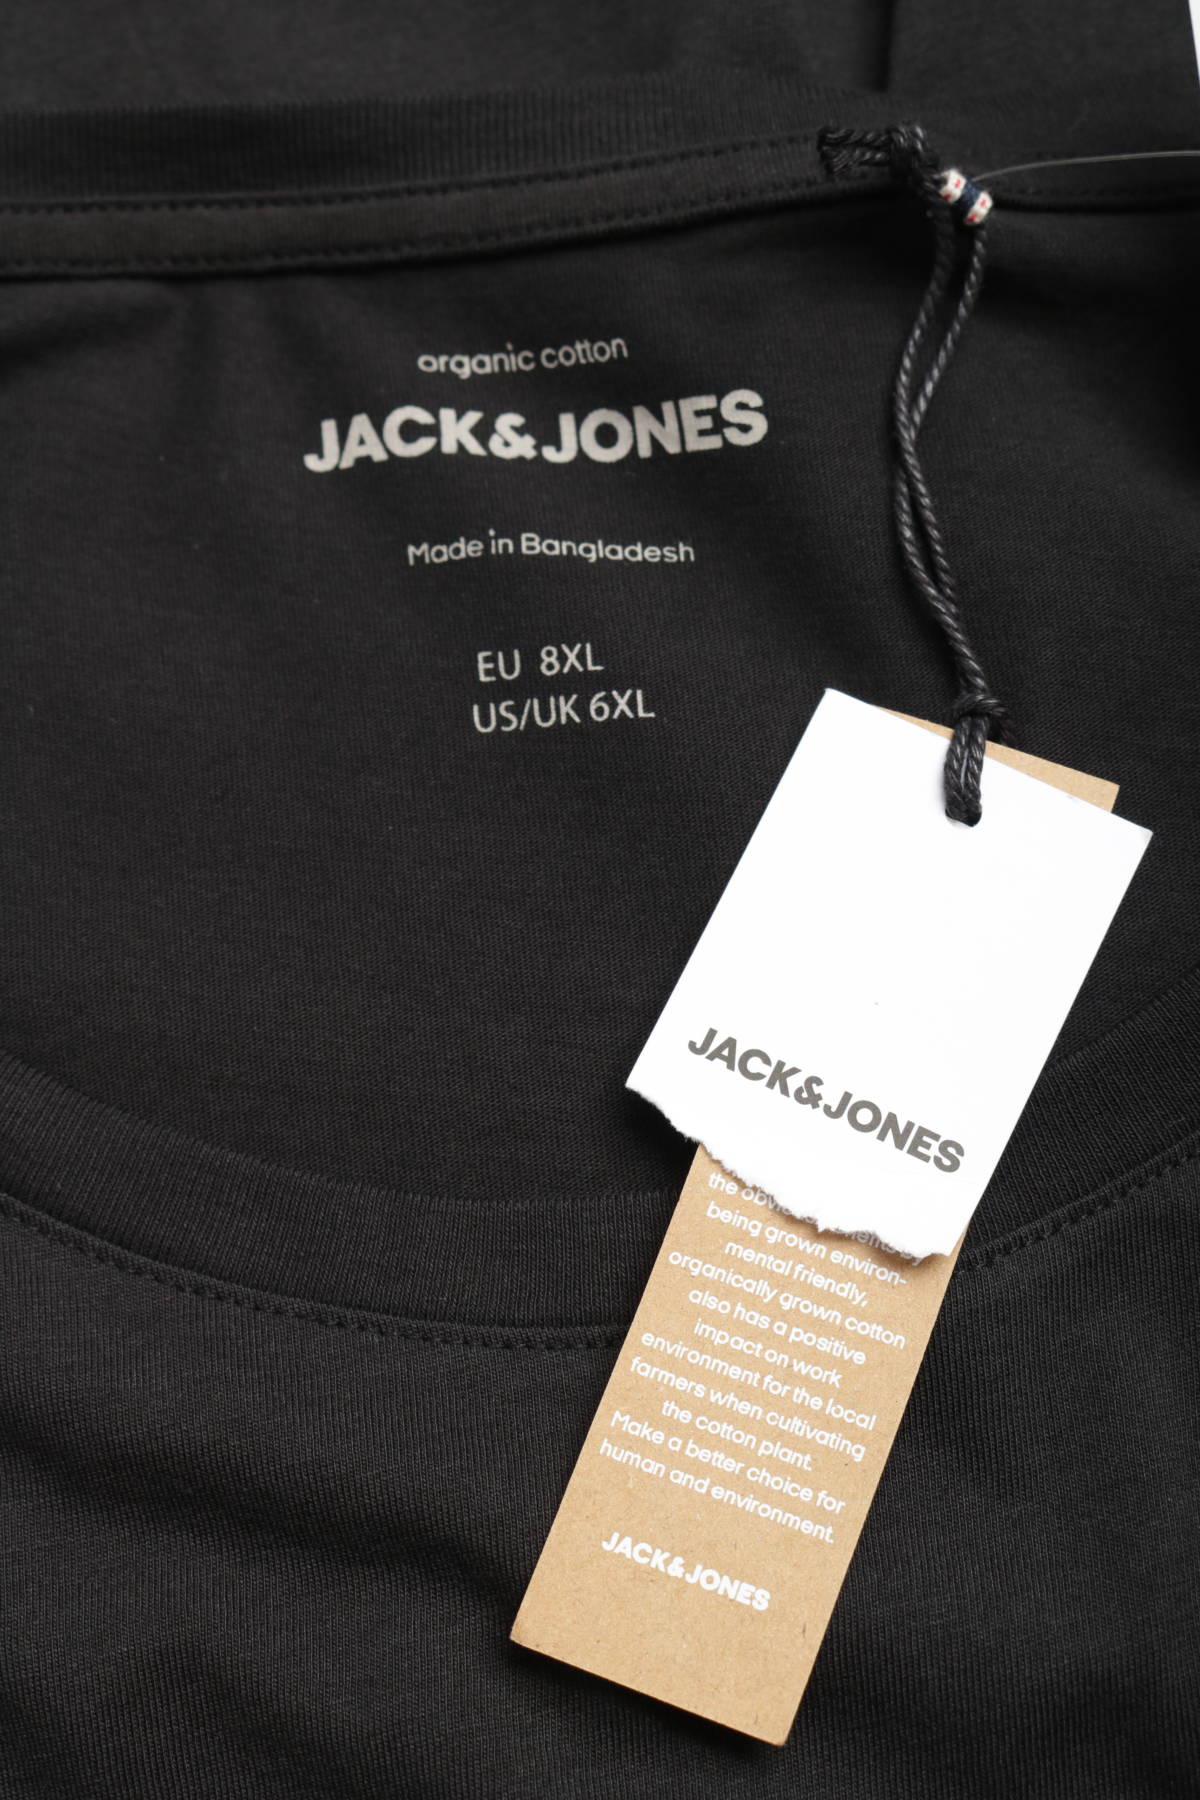 organic cotton
JACK&JONES
Made in Bangladesh
EU 8XL
US/UK 6XL
JACK&JONES
the
being grown environ-
mental friendly,
organically grown cotton
also has a positive
impact on work
environment for the local
farmers when cultivating
the cotton plant.
Make a better choice for
human and environment.
JACK&JONES